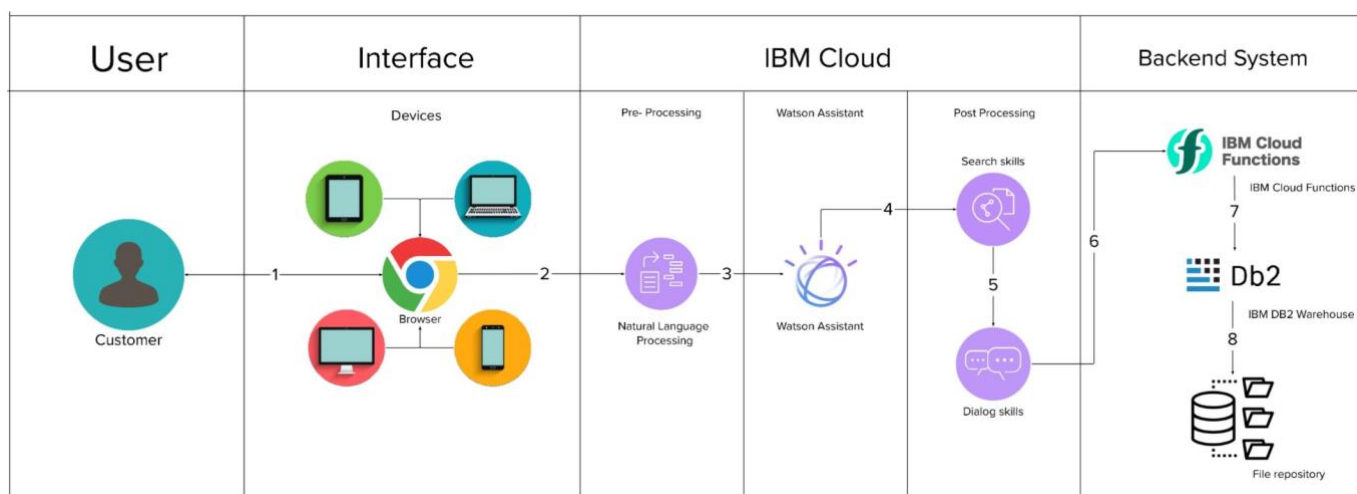 User
Interface
IBM Cloud
Backend System
Devices
Pre- Processing
Watson Assistant
Post Processing
Search skills
IBM Cloud
Functions
IBM Cloud Functions
7
4
6
1
2
3
5
Db2
Browser
Natural Language
Processing
Watson Assistant
IBM DB2 Warehouse
8
Customer
Dialog skills
File repository